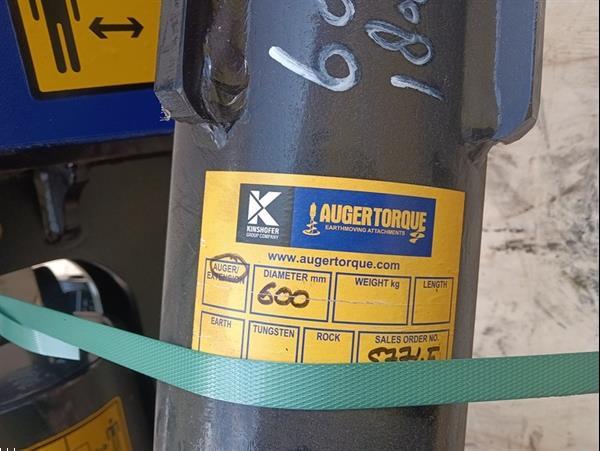 K
KINSHOFER
GROUP COMPANY
AUGERTORQUE
EARTHMOVING ATTACHMENTS
www.augertorque.com
AUGER/
EXTENSION
DIAMETER mm
600
WEIGHT kg
LENGTH
EARTH
TUNGSTEN
ROCK
SALES ORDER NO.